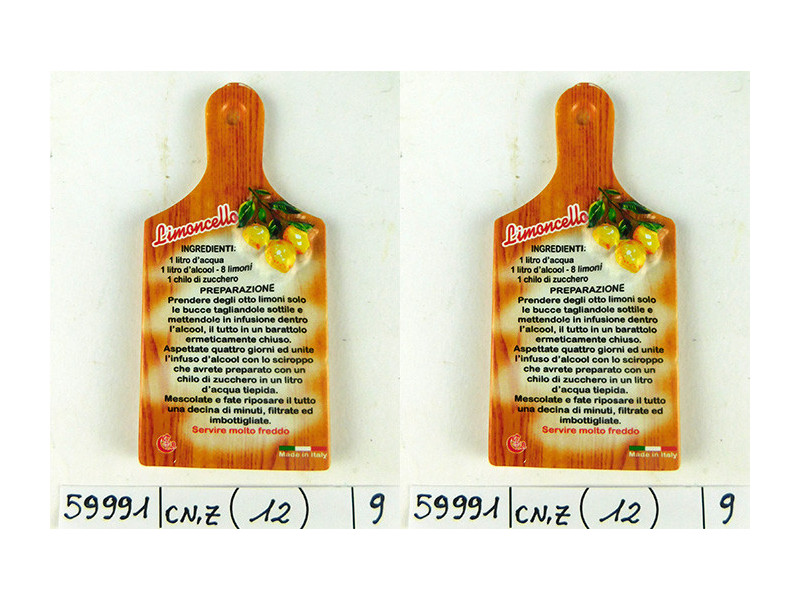 Limoncello
INGREDIENTI:
1 litro d'acqua
1 litro d'alcool - 8 limoni
1 chilo di zucchero
PREPARAZIONE
Prendere degli otto limoni solo
le bucce tagliandole sottile e
mettendolo in infusione dentro
l'alcool, il tutto in un barattolo
ermeticamente chiuso.
Aspettate quattro giorni ed unite
l'infuso d'alcool con lo sciroppo
che avrete preparato con un
chilo di zucchero in un litro
d'acqua tiepida.
Mescolate e fate riposare il tutto
una decina di minuti, filtrate ed
imbottigliate.
Servire molto freddo
Made in Italy
59991 CN,Z (12) 9
Limoncello
INGREDIENTI:
1 litro d'acqua
1 litro d'alcool - 8 limoni
1 chilo di zucchero
PREPARAZIONE
Prendere degli otto limoni solo
le bucce tagliandole sottile e
mettendolo in infusione dentro
l'alcool, il tutto in un barattolo
ermeticamente chiuso.
Aspettate quattro giorni ed unite
l'infuso d'alcool con lo sciroppo
che avrete preparato con un
chilo di zucchero in un litro
d'acqua tiepida.
Mescolate e fate riposare il tutto
una decina di minuti, filtrate ed
imbottigliate.
Servire molto freddo
Made in Italy
59991 CN,Z (12) 9